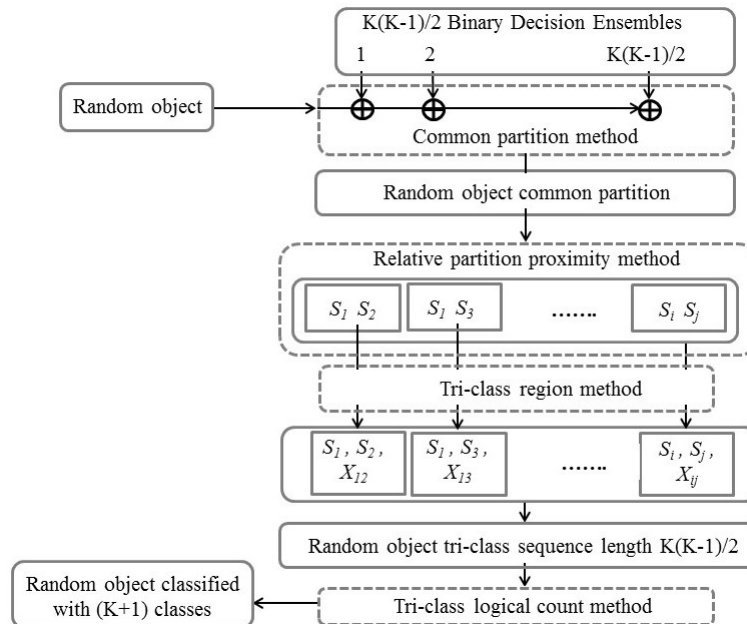 K(K-1)/2 Binary Decision Ensembles
1 2 K(K-1)/2
Random object
Common partition method
Random object common partition
Relative partition proximity method
S1 S2 S1 S3 ....... Si Sj
Tri-class region method
S1 , S2 , S1 , S3 , ....... Si , Sj ,
X12 X13 Xij
Random object tri-class sequence length K(K-1)/2
Random object classified
with (K+1) classes
Tri-class logical count method